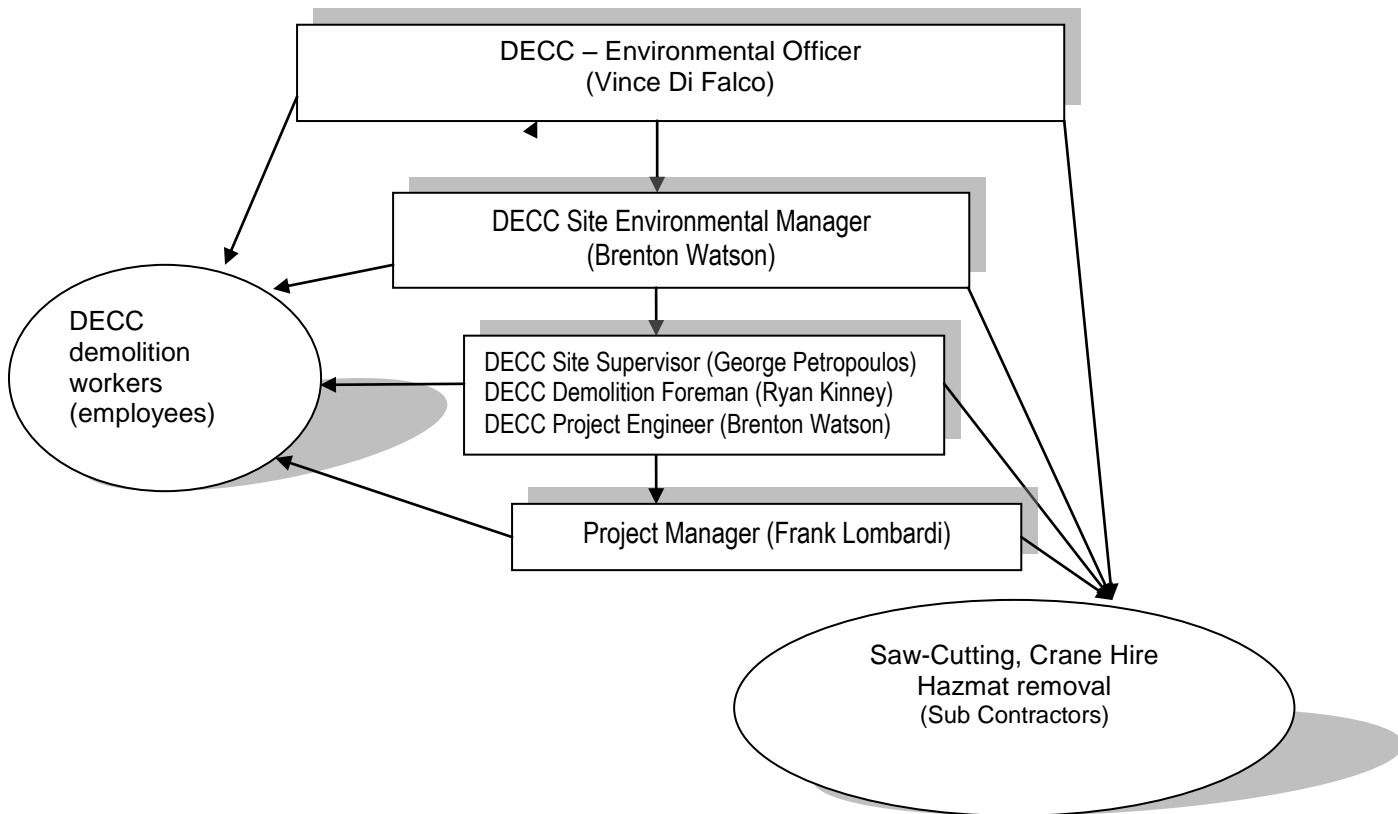 DECC – Environmental Officer
(Vince Di Falco)
DECC Site Environmental Manager
(Brenton Watson)
DECC
demolition
workers
(employees)
DECC Site Supervisor (George Petropoulos)
DECC Demolition Foreman (Ryan Kinney)
DECC Project Engineer (Brenton Watson)
Project Manager (Frank Lombardi)
Saw-Cutting, Crane Hire
Hazmat removal
(Sub Contractors)